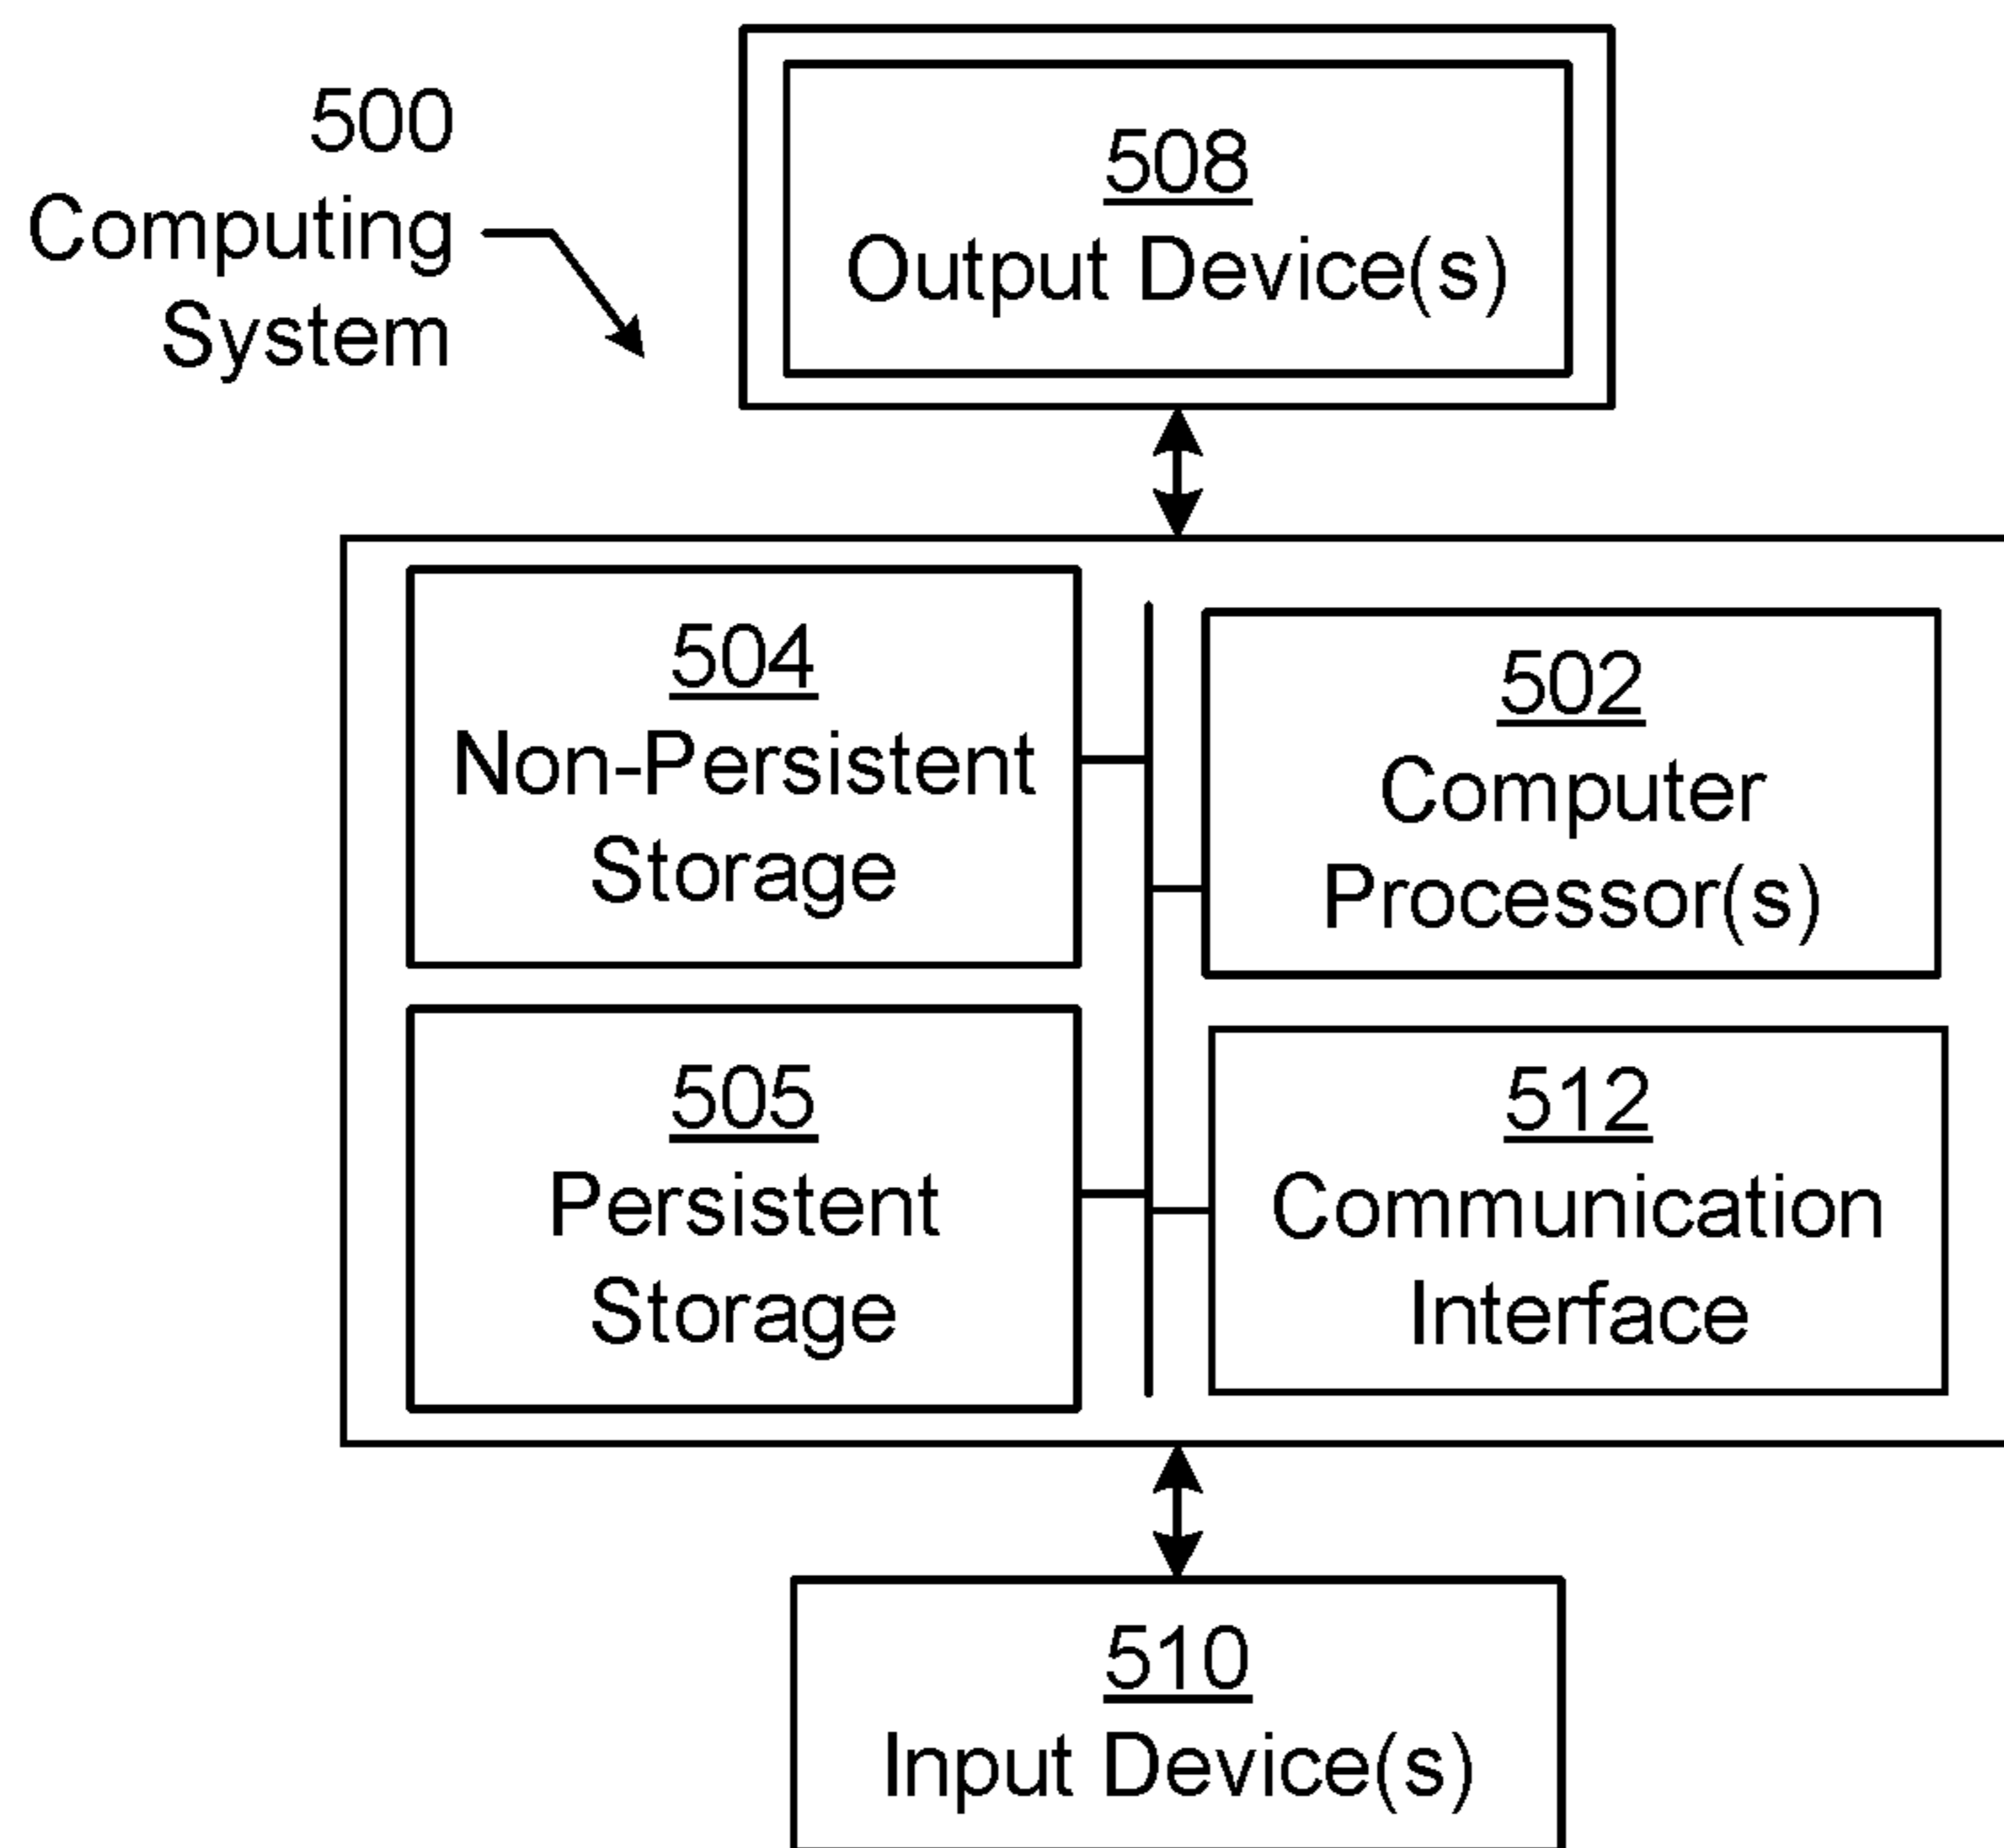 500
Computing
System
508
Output Device(s)
504
Non-Persistent
Storage
502
Computer
Processor(s)
505
Persistent
Storage
512
Communication
Interface
510
Input Device(s)